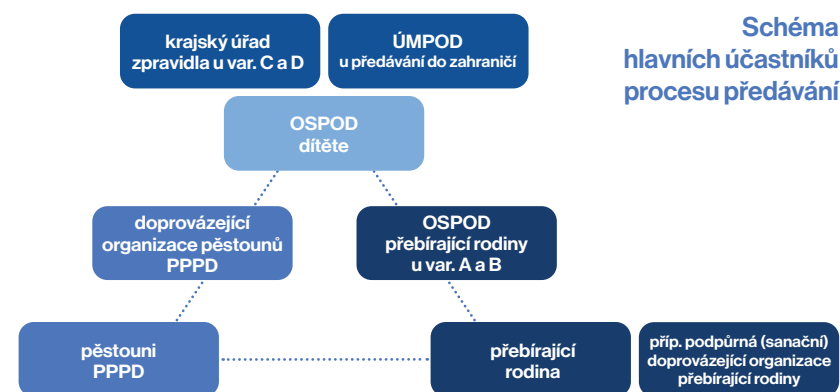 Schéma
hlavních účastníků
procesu předávání
krajský úřad
zpravidla u var. C a D
ÚMPOD
u předávání do zahraničí
OSPOD
dítěte
doprovázející
organizace pěstounů
PPPD
OSPOD
přebírající rodiny
u var. A a B
pěstouni
PPPD
přebírající
rodina
příp. podpůrná (sanační)
doprovázející organizace
přebírající rodiny